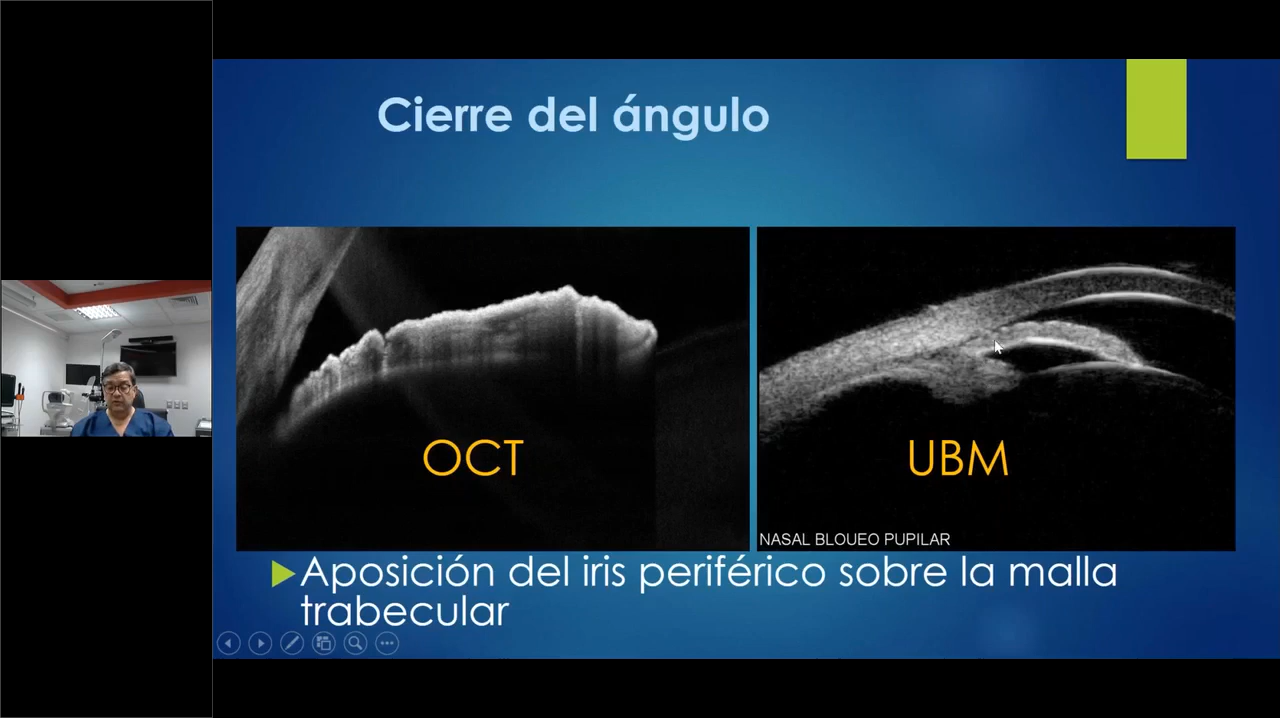 Cierre del ángulo
OCT
UBM
NASAL BLOUEO PUPILAR
Aposición del iris periférico sobre la malla
trabecular